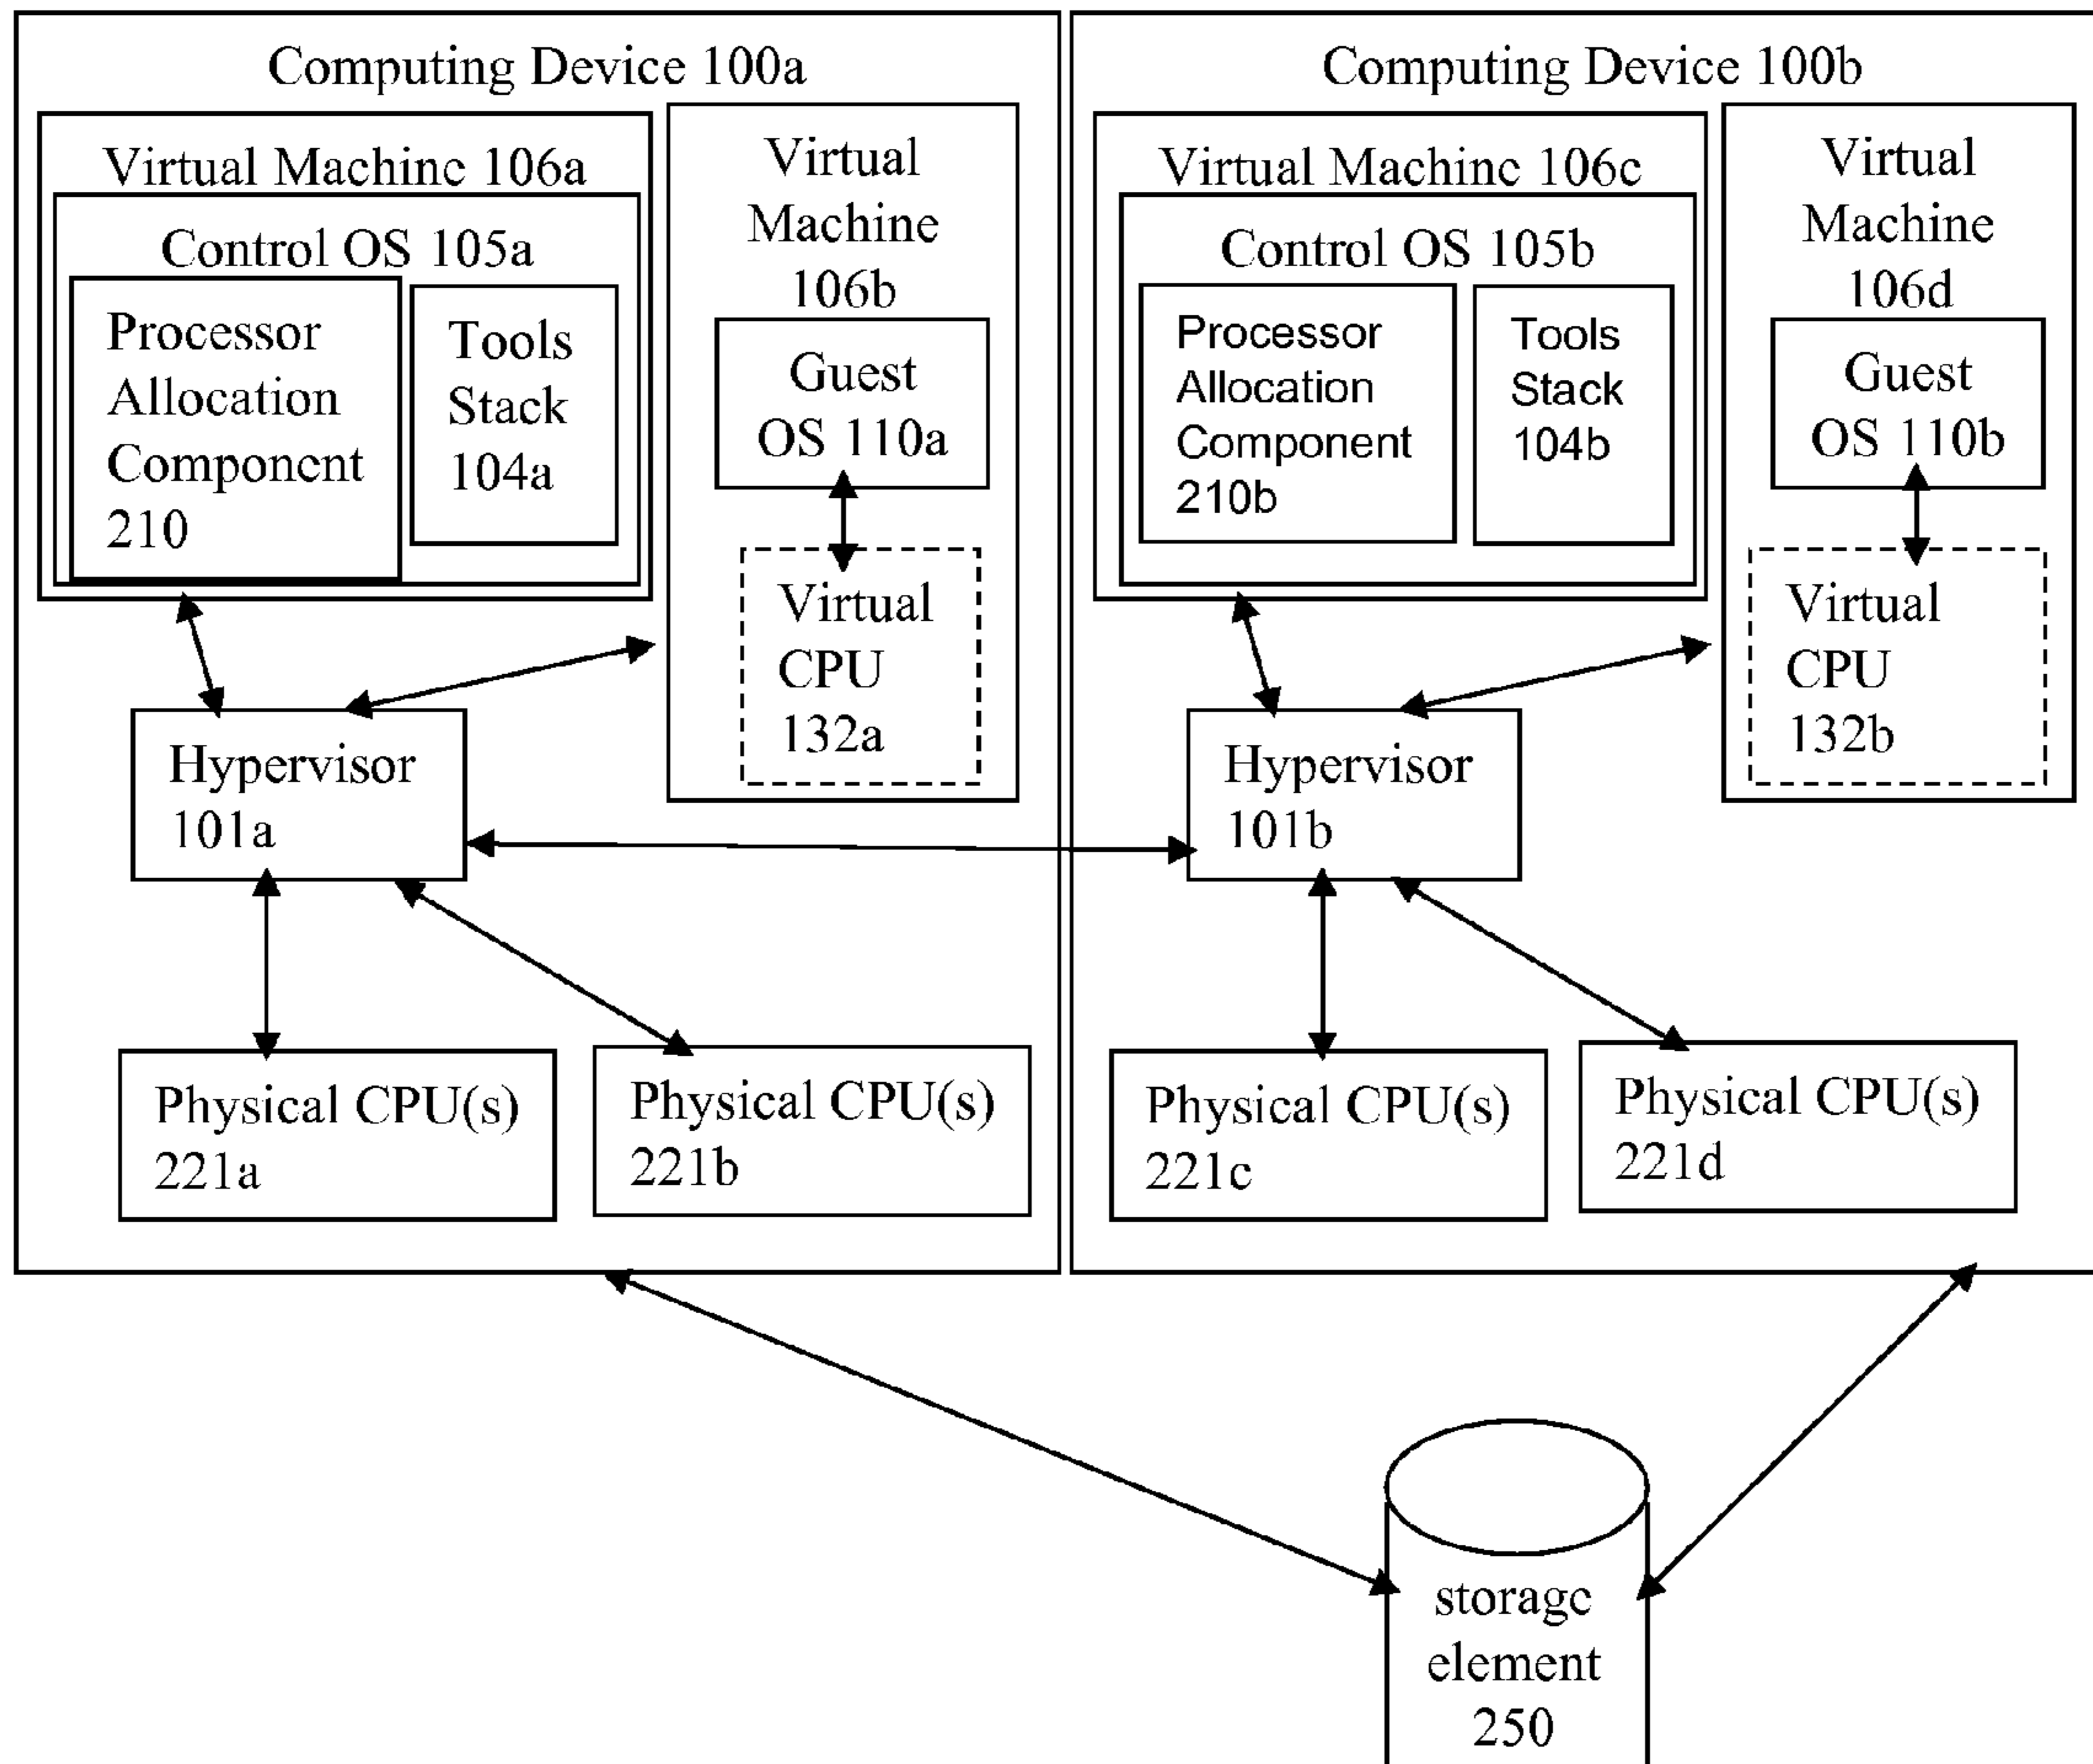 Computing Device 100a
Virtual Machine 106a
Control OS 105a
Processor
Allocation
Component
210
Tools
Stack
104a
Virtual
Machine
106b
Guest
OS 110a
Virtual
CPU
132a
Hypervisor
101a
Physical CPU(s)
221a
Physical CPU(s)
221b
Computing Device 100b
Virtual Machine 106c
Control OS 105b
Processor
Allocation
Component
210b
Tools
Stack
104b
Virtual
Machine
106d
Guest
OS 110b
Virtual
CPU
132b
Hypervisor
101b
Physical CPU(s)
221c
Physical CPU(s)
221d
storage
element
250